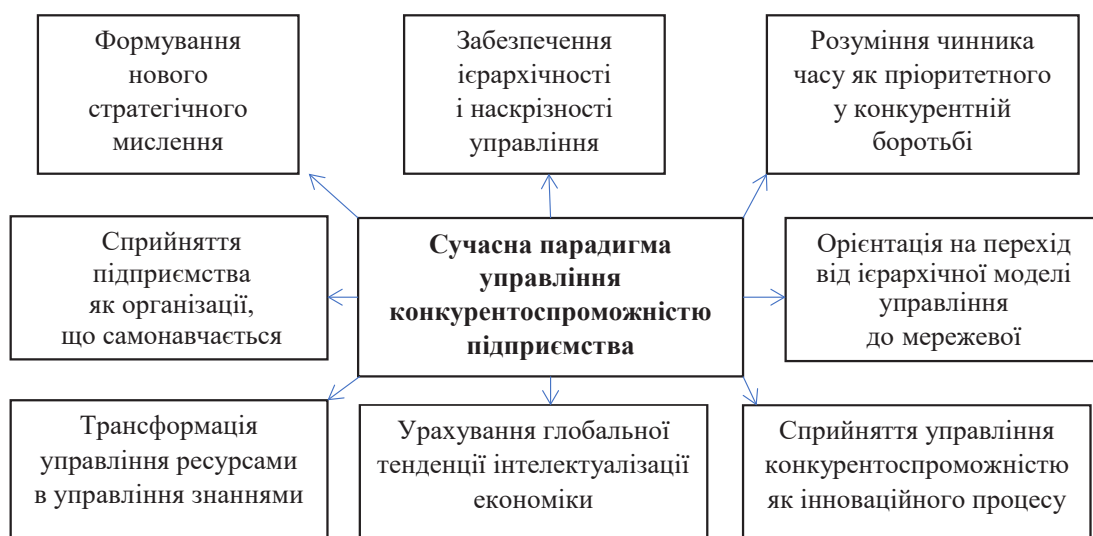 Формування
нового
стратегічного
мислення
Забезпечення
ієрархічності
і наскрізності
управління
Розуміння чинника
часу як пріоритетного
у конкурентній
боротьбі
Сприйняття
підприємства
як організації,
що самонавчається
Сучасна парадигма
управління
конкурентоспроможністю
підприємства
Орієнтація на перехід
від ієрархічної моделі
управління
до мережевої
Трансформація
управління ресурсами
в управління знаннями
Урахування глобальної
тенденції інтелектуалізації
економіки
Сприйняття управління
конкурентоспроможністю
як інноваційного процесу